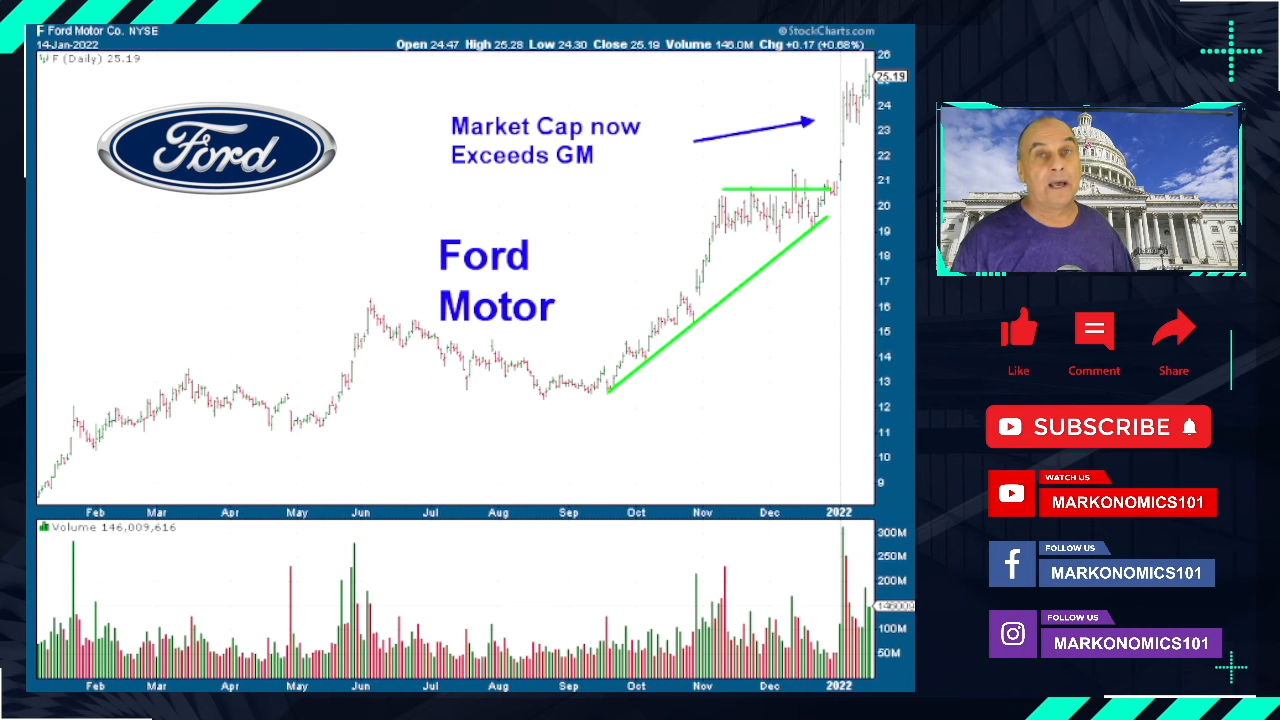 F Ford Motor Co. NYSE
© StockCharts.com
14-Jan-2022
Open 24.47 High 25.28 Low 24.30 Close 25.19 Volume 146.0M Chg +0.17 (+0.68%)
F (Daily) 25.19
Ford
Market Cap now
Exceeds GM
Ford
Motor
26
25.19
24
23
22
21
20
19
18
17
16
15
14
13
12
11
10
9
Feb Mar Apr May Jun Jul Aug Sep Oct Nov Dec 2022
Volume 146,009,616
300M
250M
200M
100M
50M
Feb Mar Apr May Jun Jul Aug Sep Oct Nov Dec 2022
Like Comment Share
SUBSCRIBE
WATCH US
MARKONOMICS101
FOLLOW US
MARKONOMICS101
FOLLOW US
MARKONOMICS101